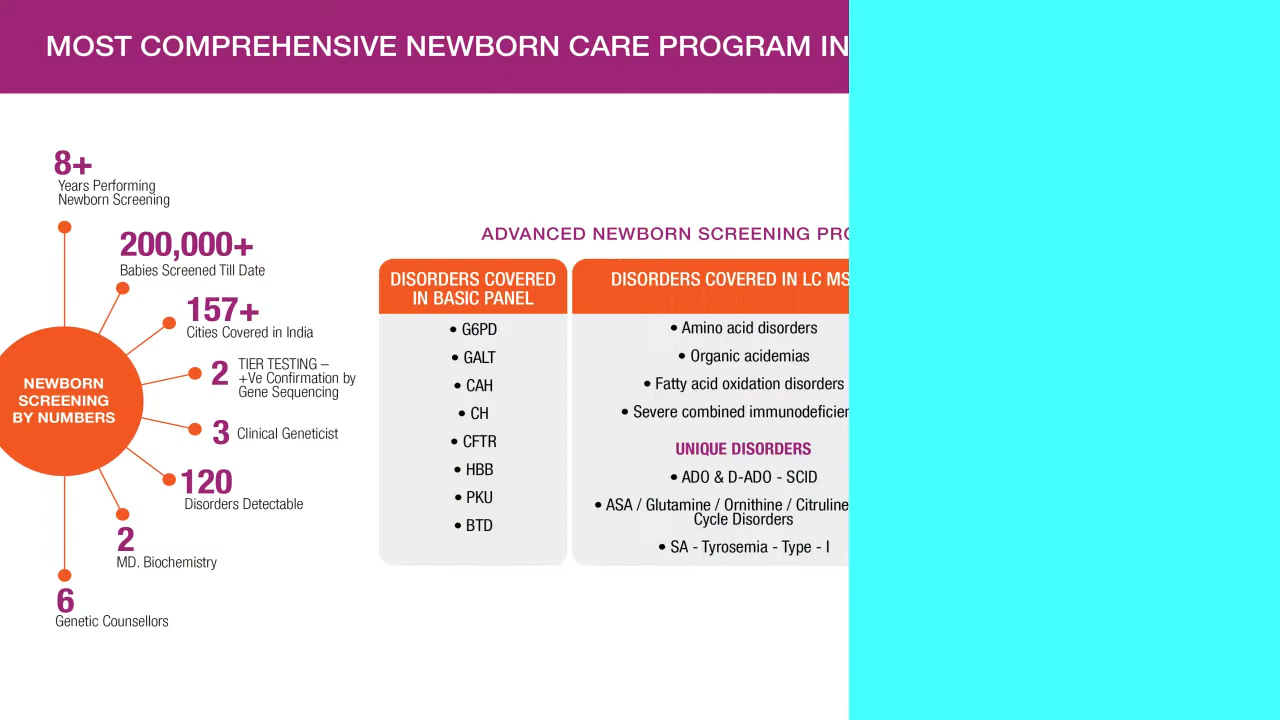 MOST COMPREHENSIVE NEWBORN CARE PROGRAM IN
8+
Years Performing
Newborn Screening
200,000+
Babies Screened Till Date
157+
Cities Covered in India
2
TIER TESTING –
+Ve Confirmation by
Gene Sequencing
NEWBORN
SCREENING
BY NUMBERS
3 Clinical Geneticist
120
Disorders Detectable
2
MD. Biochemistry
6
Genetic Counsellors
ADVANCED NEWBORN SCREENING
DISORDERS COVERED
IN BASIC PANEL
• G6PD
• GALT
• CAH
• CH
• CFTR
• HBB
• PKU
• BTD
DISORDERS COVERED IN LC MS
• Amino acid disorders
• Organic acidemias
• Fatty acid oxidation disorders
• Severe combined
UNIQUE DISORDERS
• ADO & D-ADO - SCID
• ASA / Glutamine / Ornithine / Citruline
Cycle Disorders
• SA - Tyrosemia - Type - I